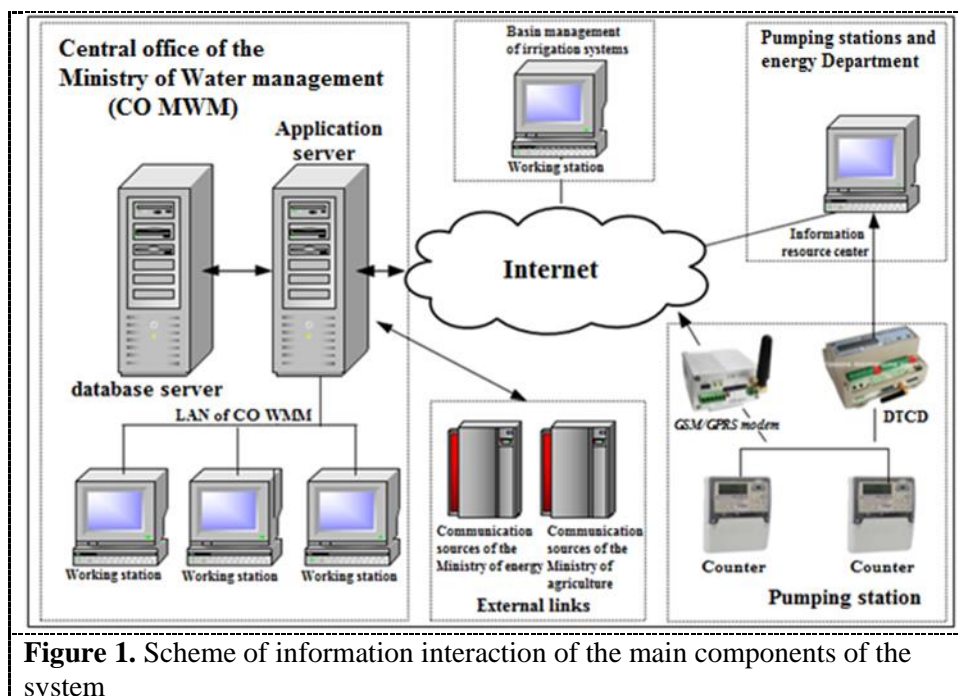 Central office of the
Ministry of Water management
(CO MWM)
Application
server
database server
LAN of CO WMM
Working station
Working station
Working station
Basin management
of irrigation systems
Working station
Internet
Pumping stations and
energy Department
Information
resource center
Communication
sources of the
Ministry of energy
Communication
sources of the
Ministry of
agriculture
External links
GSM/GPRS modem
DTCD
Counter
Counter
Pumping station
Figure 1. Scheme of information interaction of the main components of the
system